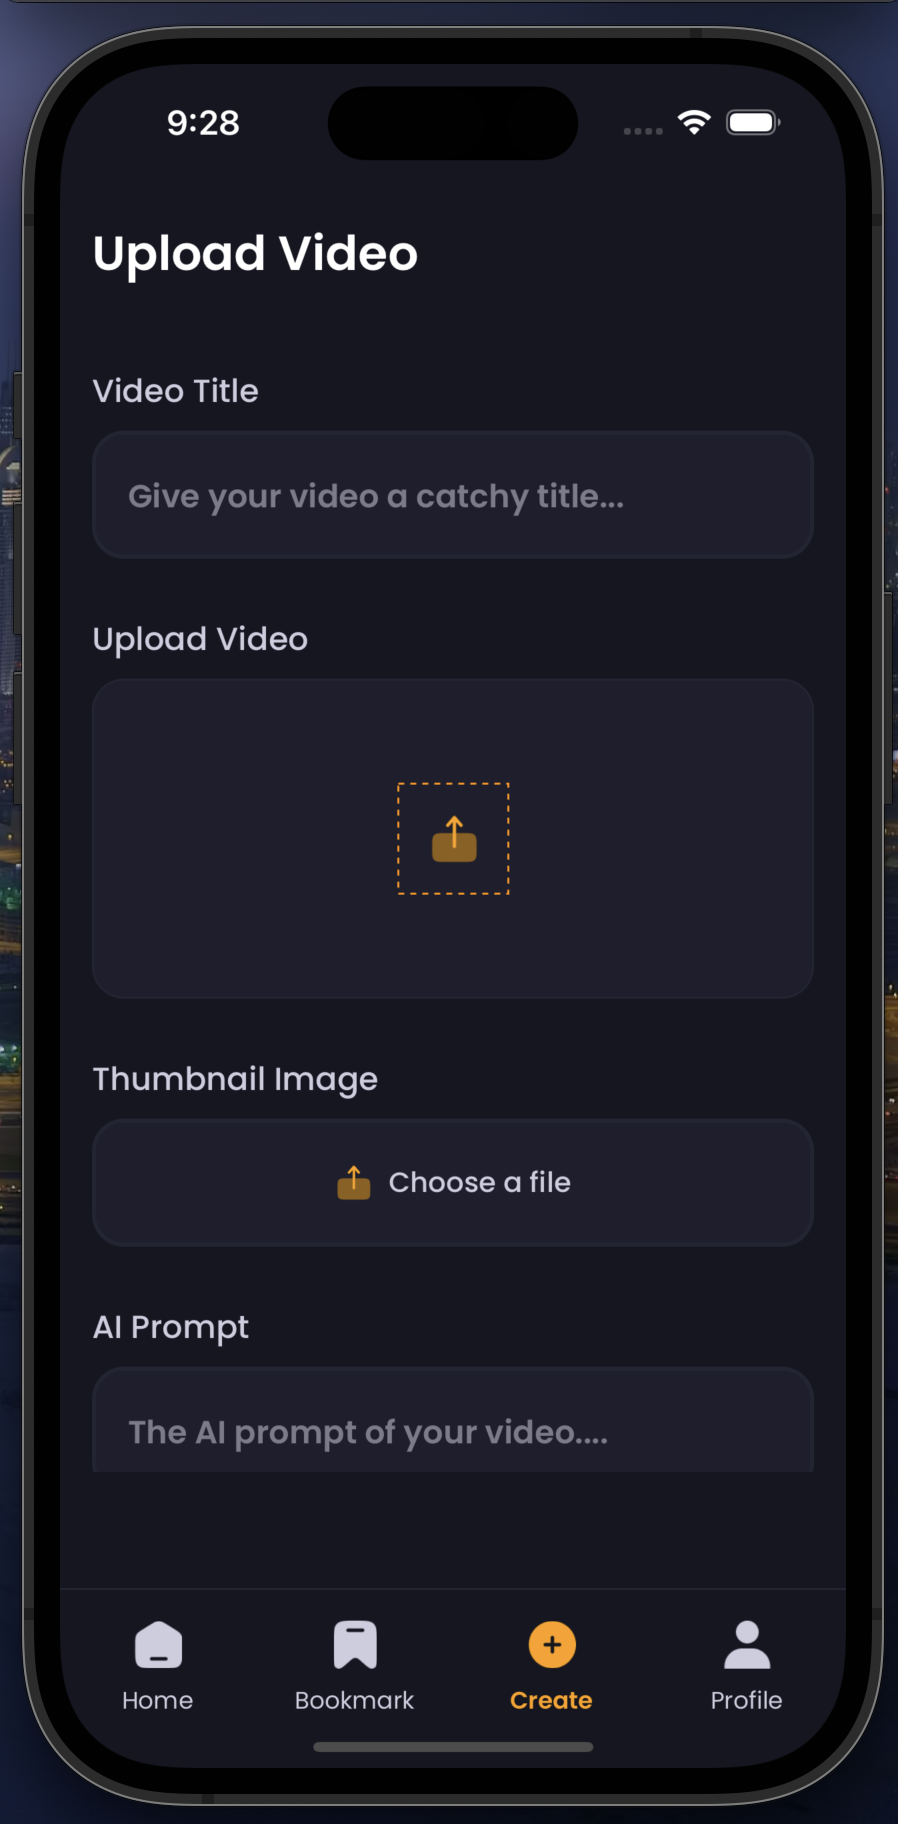 9:28
Upload Video
Video Title
Give your video a catchy title...
Upload Video
Thumbnail Image
Choose a file
AI Prompt
The AI prompt of your video....
Home Bookmark Create Profile